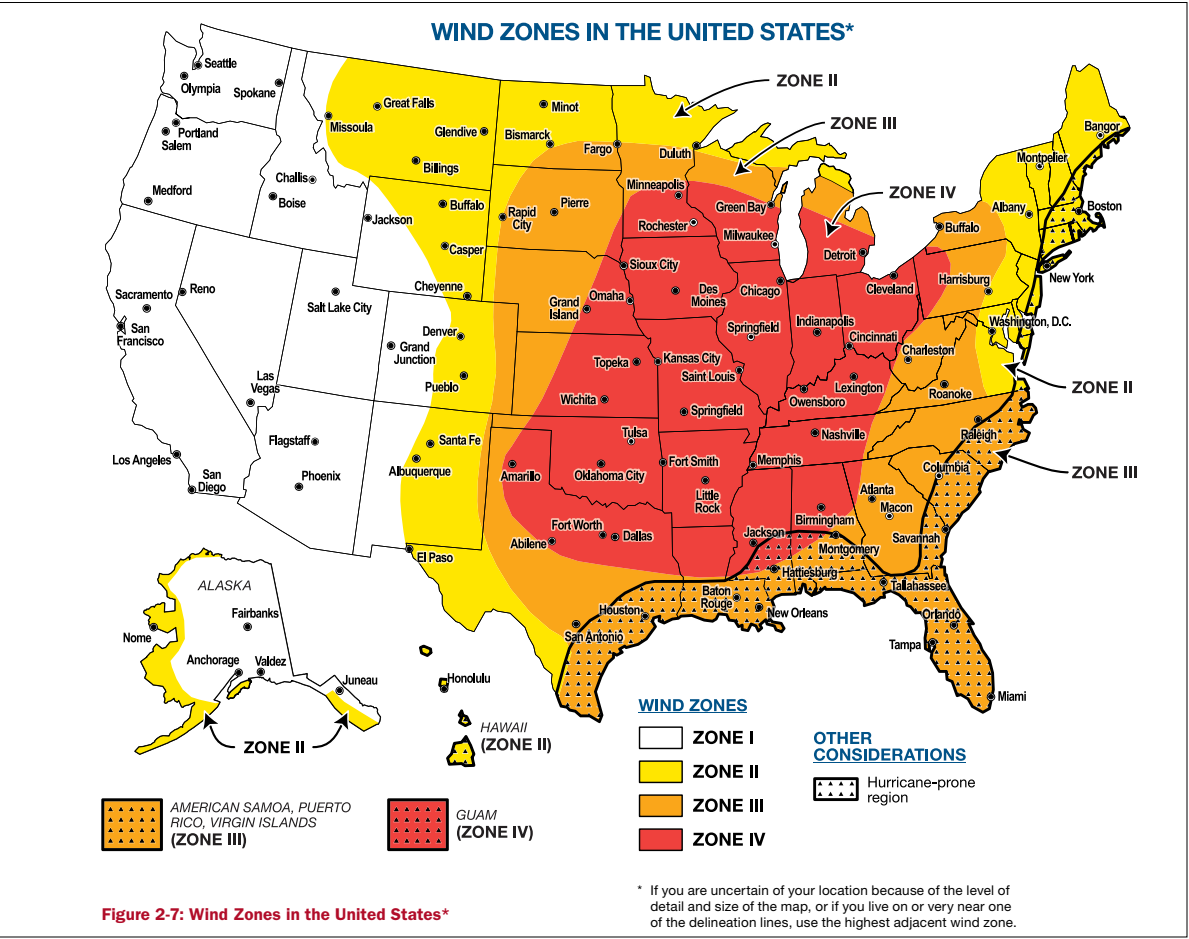 WIND ZONES IN THE UNITED STATES*
ZONE II
ZONE III
ZONE IV
Seattle
Olympia
Spokane
Portland
Salem
Medford
Great Falls
Missoula
Glendive
Billings
Challis
Boise
Jackson
Buffalo
Casper
Cheyenne
Minot
Bismarck
Fargo
Duluth
Rapid
City
Pierre
Minneapolis
Rochester
Green Bay
Milwaukee
Detroit
Buffalo
Albany
Montpelier
Bangor
Boston
New York
Harrisburg
Washington, D.C.
Sacramento
San
Francisco
Reno
Salt Lake City
Las
Vegas
Los Angeles
San
Diego
Flagstaff
Phoenix
Grand
Junction
Denver
Pueblo
Santa Fe
Albuquerque
El Paso
Sioux City
Grand
Island
Omaha
Des
Moines
Chicago
Cleveland
Springfield
Indianapolis
Cincinnati
Charleston
Topeka
Kansas City
Saint Louis
Lexington
Owensboro
Roanoke
ZONE II
Wichita
Springfield
Tulsa
Nashville
Raleigh
Amarillo
Oklahoma City
Fort Smith
Memphis
Columbia
ZONE III
Little
Rock
Atlanta
Macon
Birmingham
Fort Worth
Dallas
Abilene
Jackson
Montgomery
Savannah
Hattiesburg
Tallahassee
Houston
Baton
Rouge
New Orleans
San Antonio
Orlando
Tampa
Miami
ALASKA
Fairbanks
Nome
Anchorage
Valdez
Juneau
ZONE II
Honolulu
HAWAII
(ZONE II)
AMERICAN SAMOA, PUERTO
RICO, VIRGIN ISLANDS
(ZONE III)
GUAM
(ZONE IV)
WIND ZONES
ZONE I
ZONE II
ZONE III
ZONE IV
OTHER
CONSIDERATIONS
Hurricane-prone
region
Figure 2-7: Wind Zones in the United States*
* If you are uncertain of your location because of the level of
detail and size of the map, or if you live on or very near one
of the delineation lines, use the highest adjacent wind zone.